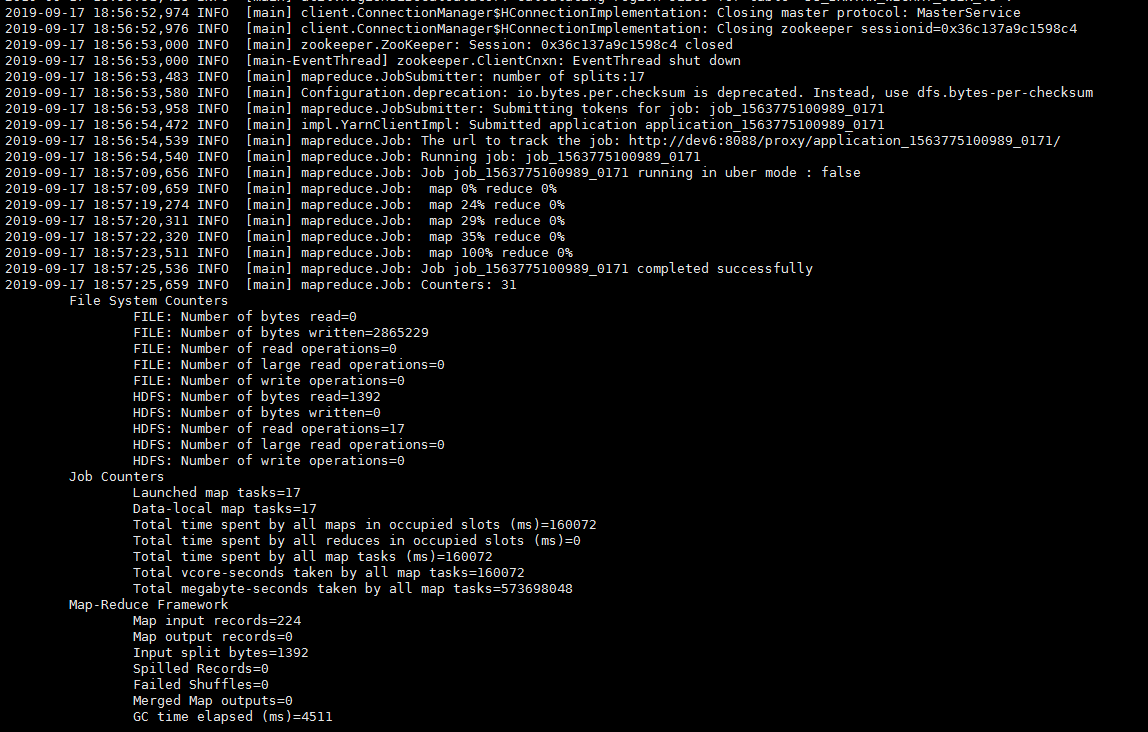 2019-09-17 18:56:52,974 INFO  [main] client.ConnectionManager$HConnectionImplementation: Closing master protocol: MasterService
2019-09-17 18:56:52,976 INFO  [main] client.ConnectionManager$HConnectionImplementation: Closing zookeeper sessionid=0x36c137a9c1598c4
2019-09-17 18:56:53,000 INFO  [main] zookeeper.ZooKeeper: Session: 0x36c137a9c1598c4 closed
2019-09-17 18:56:53,000 INFO  [main-EventThread] zookeeper.ClientCnxn: EventThread shut down
2019-09-17 18:56:53,483 INFO  [main] mapreduce.JobSubmitter: number of splits:17
2019-09-17 18:56:53,580 INFO  [main] Configuration.deprecation: io.bytes.per.checksum is deprecated. Instead, use dfs.bytes-per-checksum
2019-09-17 18:56:53,958 INFO  [main] mapreduce.JobSubmitter: Submitting tokens for job: job_1563775100989_0171
2019-09-17 18:56:54,472 INFO  [main] impl.YarnClientImpl: Submitted application application_1563775100989_0171
2019-09-17 18:56:54,539 INFO  [main] mapreduce.Job: The url to track the job: http://dev6:8088/proxy/application_1563775100989_0171/
2019-09-17 18:56:54,540 INFO  [main] mapreduce.Job: Running job: job_1563775100989_0171
2019-09-17 18:57:09,656 INFO  [main] mapreduce.Job: Job job_1563775100989_0171 running in uber mode : false
2019-09-17 18:57:09,659 INFO  [main] mapreduce.Job:  map 0% reduce 0%
2019-09-17 18:57:19,274 INFO  [main] mapreduce.Job:  map 24% reduce 0%
2019-09-17 18:57:20,311 INFO  [main] mapreduce.Job:  map 29% reduce 0%
2019-09-17 18:57:22,320 INFO  [main] mapreduce.Job:  map 35% reduce 0%
2019-09-17 18:57:23,511 INFO  [main] mapreduce.Job:  map 100% reduce 0%
2019-09-17 18:57:25,536 INFO  [main] mapreduce.Job: Job job_1563775100989_0171 completed successfully
2019-09-17 18:57:25,659 INFO  [main] mapreduce.Job: Counters: 31
File System Counters
FILE: Number of bytes read=0
FILE: Number of bytes written=2865229
FILE: Number of read operations=0
FILE: Number of large read operations=0
FILE: Number of write operations=0
HDFS: Number of bytes read=1392
HDFS: Number of bytes written=0
HDFS: Number of read operations=17
HDFS: Number of large read operations=0
HDFS: Number of write operations=0
Job Counters
Launched map tasks=17
Data-local map tasks=17
Total time spent by all maps in occupied slots (ms)=160072
Total time spent by all reduces in occupied slots (ms)=0
Total time spent by all map tasks (ms)=160072
Total vcore-seconds taken by all map tasks=160072
Total megabyte-seconds taken by all map tasks=573698048
Map-Reduce Framework
Map input records=224
Map output records=0
Input split bytes=1392
Spilled Records=0
Failed Shuffles=0
Merged Map outputs=0
GC time elapsed (ms)=4511